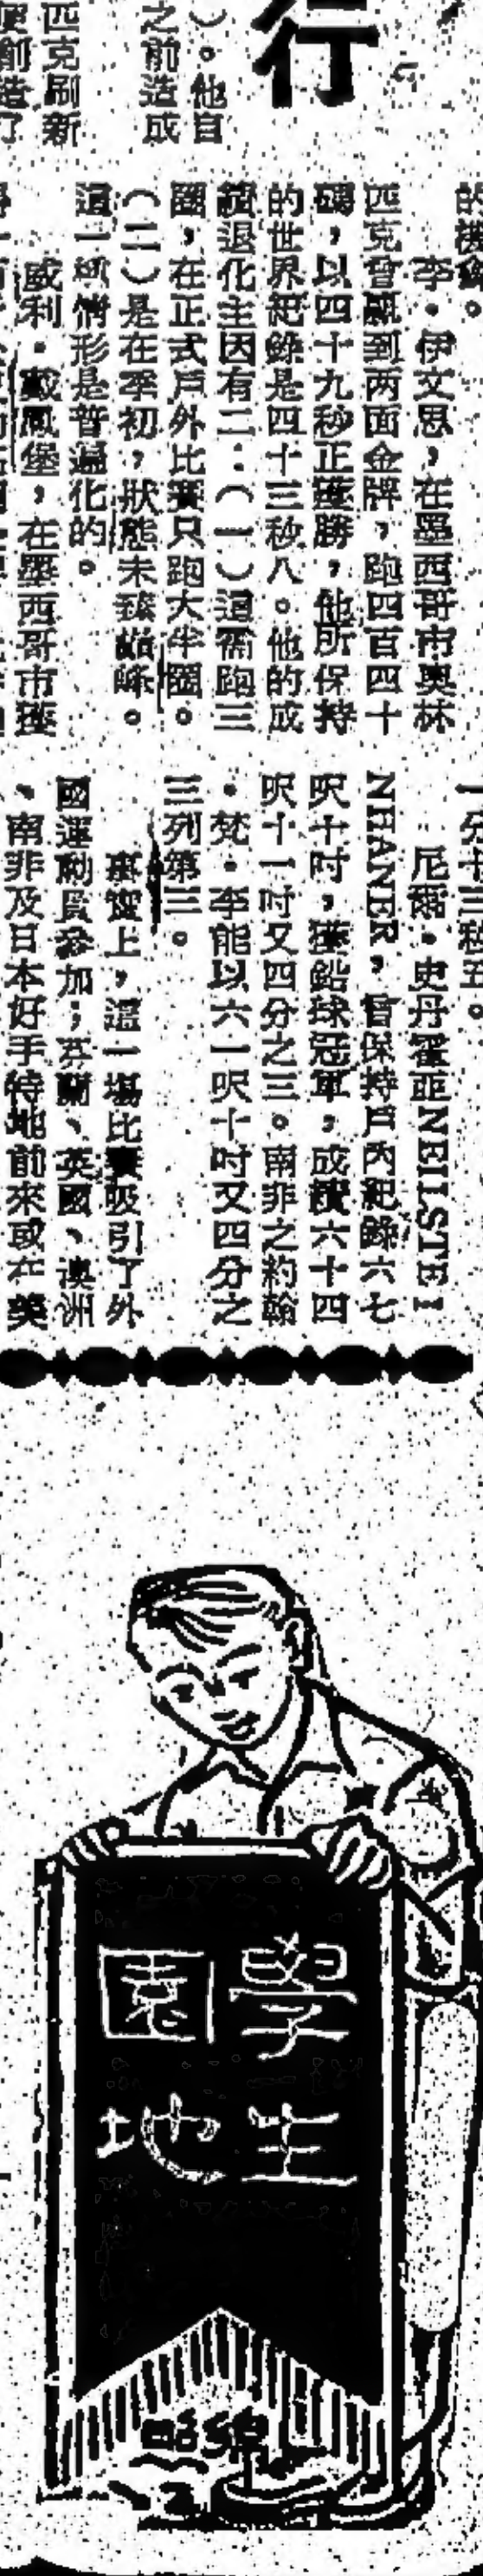 行
）。他自
之前造成
匹克刷新
便創造了
的機會。
李·伊文思，在墨西哥市奧林
匹克曾贏到两面金牌，跑四百四十
碼，以四十九秒正獲勝，他所保持
的世界紀錄是四十三秒八。他的成
績退化主因有二：（一）這需跑三
圈，在正式戶外比賽只跑大半圈。
（二）是在季初，狀態未臻巔峰。
這一項情形是普遍化的。
威利·戴凤堡，在墨西哥市獲
一分十三秒五。
尼爾·史丹霍亞NEILSTEI
NHANER，曾保持戶內紀錄六七
呎十吋，獲鉛球冠軍，成績六十四
呎十一吋又四分之三。南非之約翰
·梵·李能以六一呎十吋又四分之
三列第三。
事實上，這一場比賽吸引了外
國運動員參加；芬蘭、英國、澳洲
、南非及日本好手特地前來或在美
學生
園地
綿
照